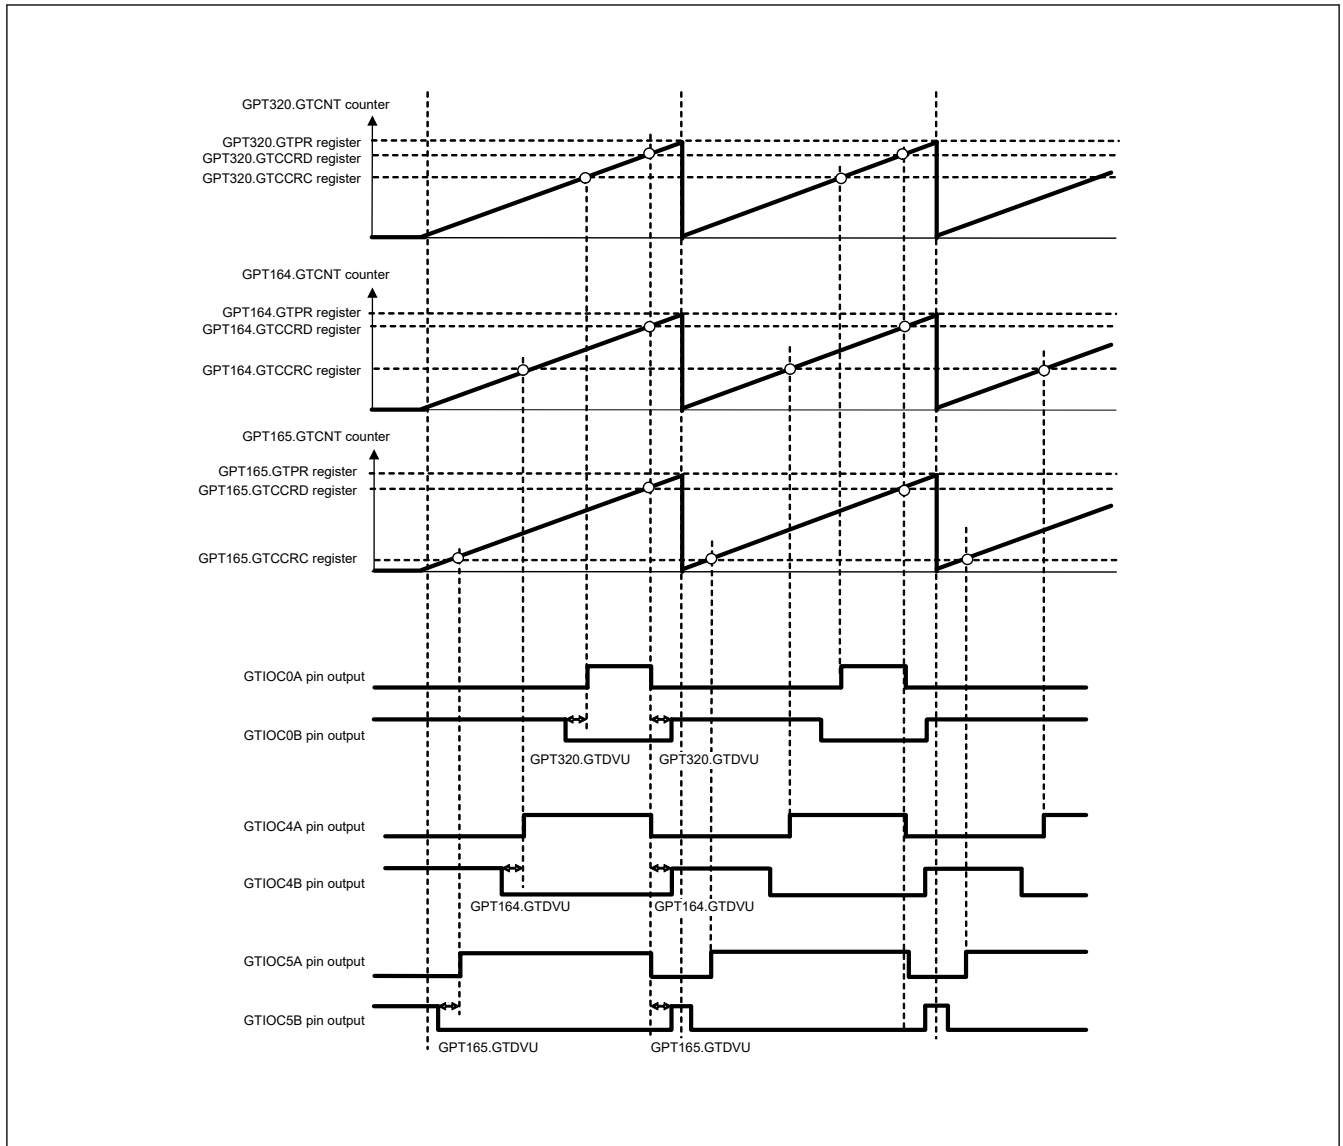 GPT320.GTCNT counter
GPT320.GTPR register
GPT320.GTCCRD register
GPT320.GTCCRC register
GPT164.GTCNT counter
GPT164.GTPR register
GPT164.GTCCRD register
GPT164.GTCCRC register
GPT165.GTCNT counter
GPT165.GTPR register
GPT165.GTCCRD register
GPT165.GTCCRC register
GTIOC0A pin output
GTIOC0B pin output
GPT320.GTDVU GPT320.GTDVU
GTIOC4A pin output
GTIOC4B pin output
GPT164.GTDVU GPT164.GTDVU
GTIOC5A pin output
GTIOC5B pin output
GPT165.GTDVU GPT165.GTDVU